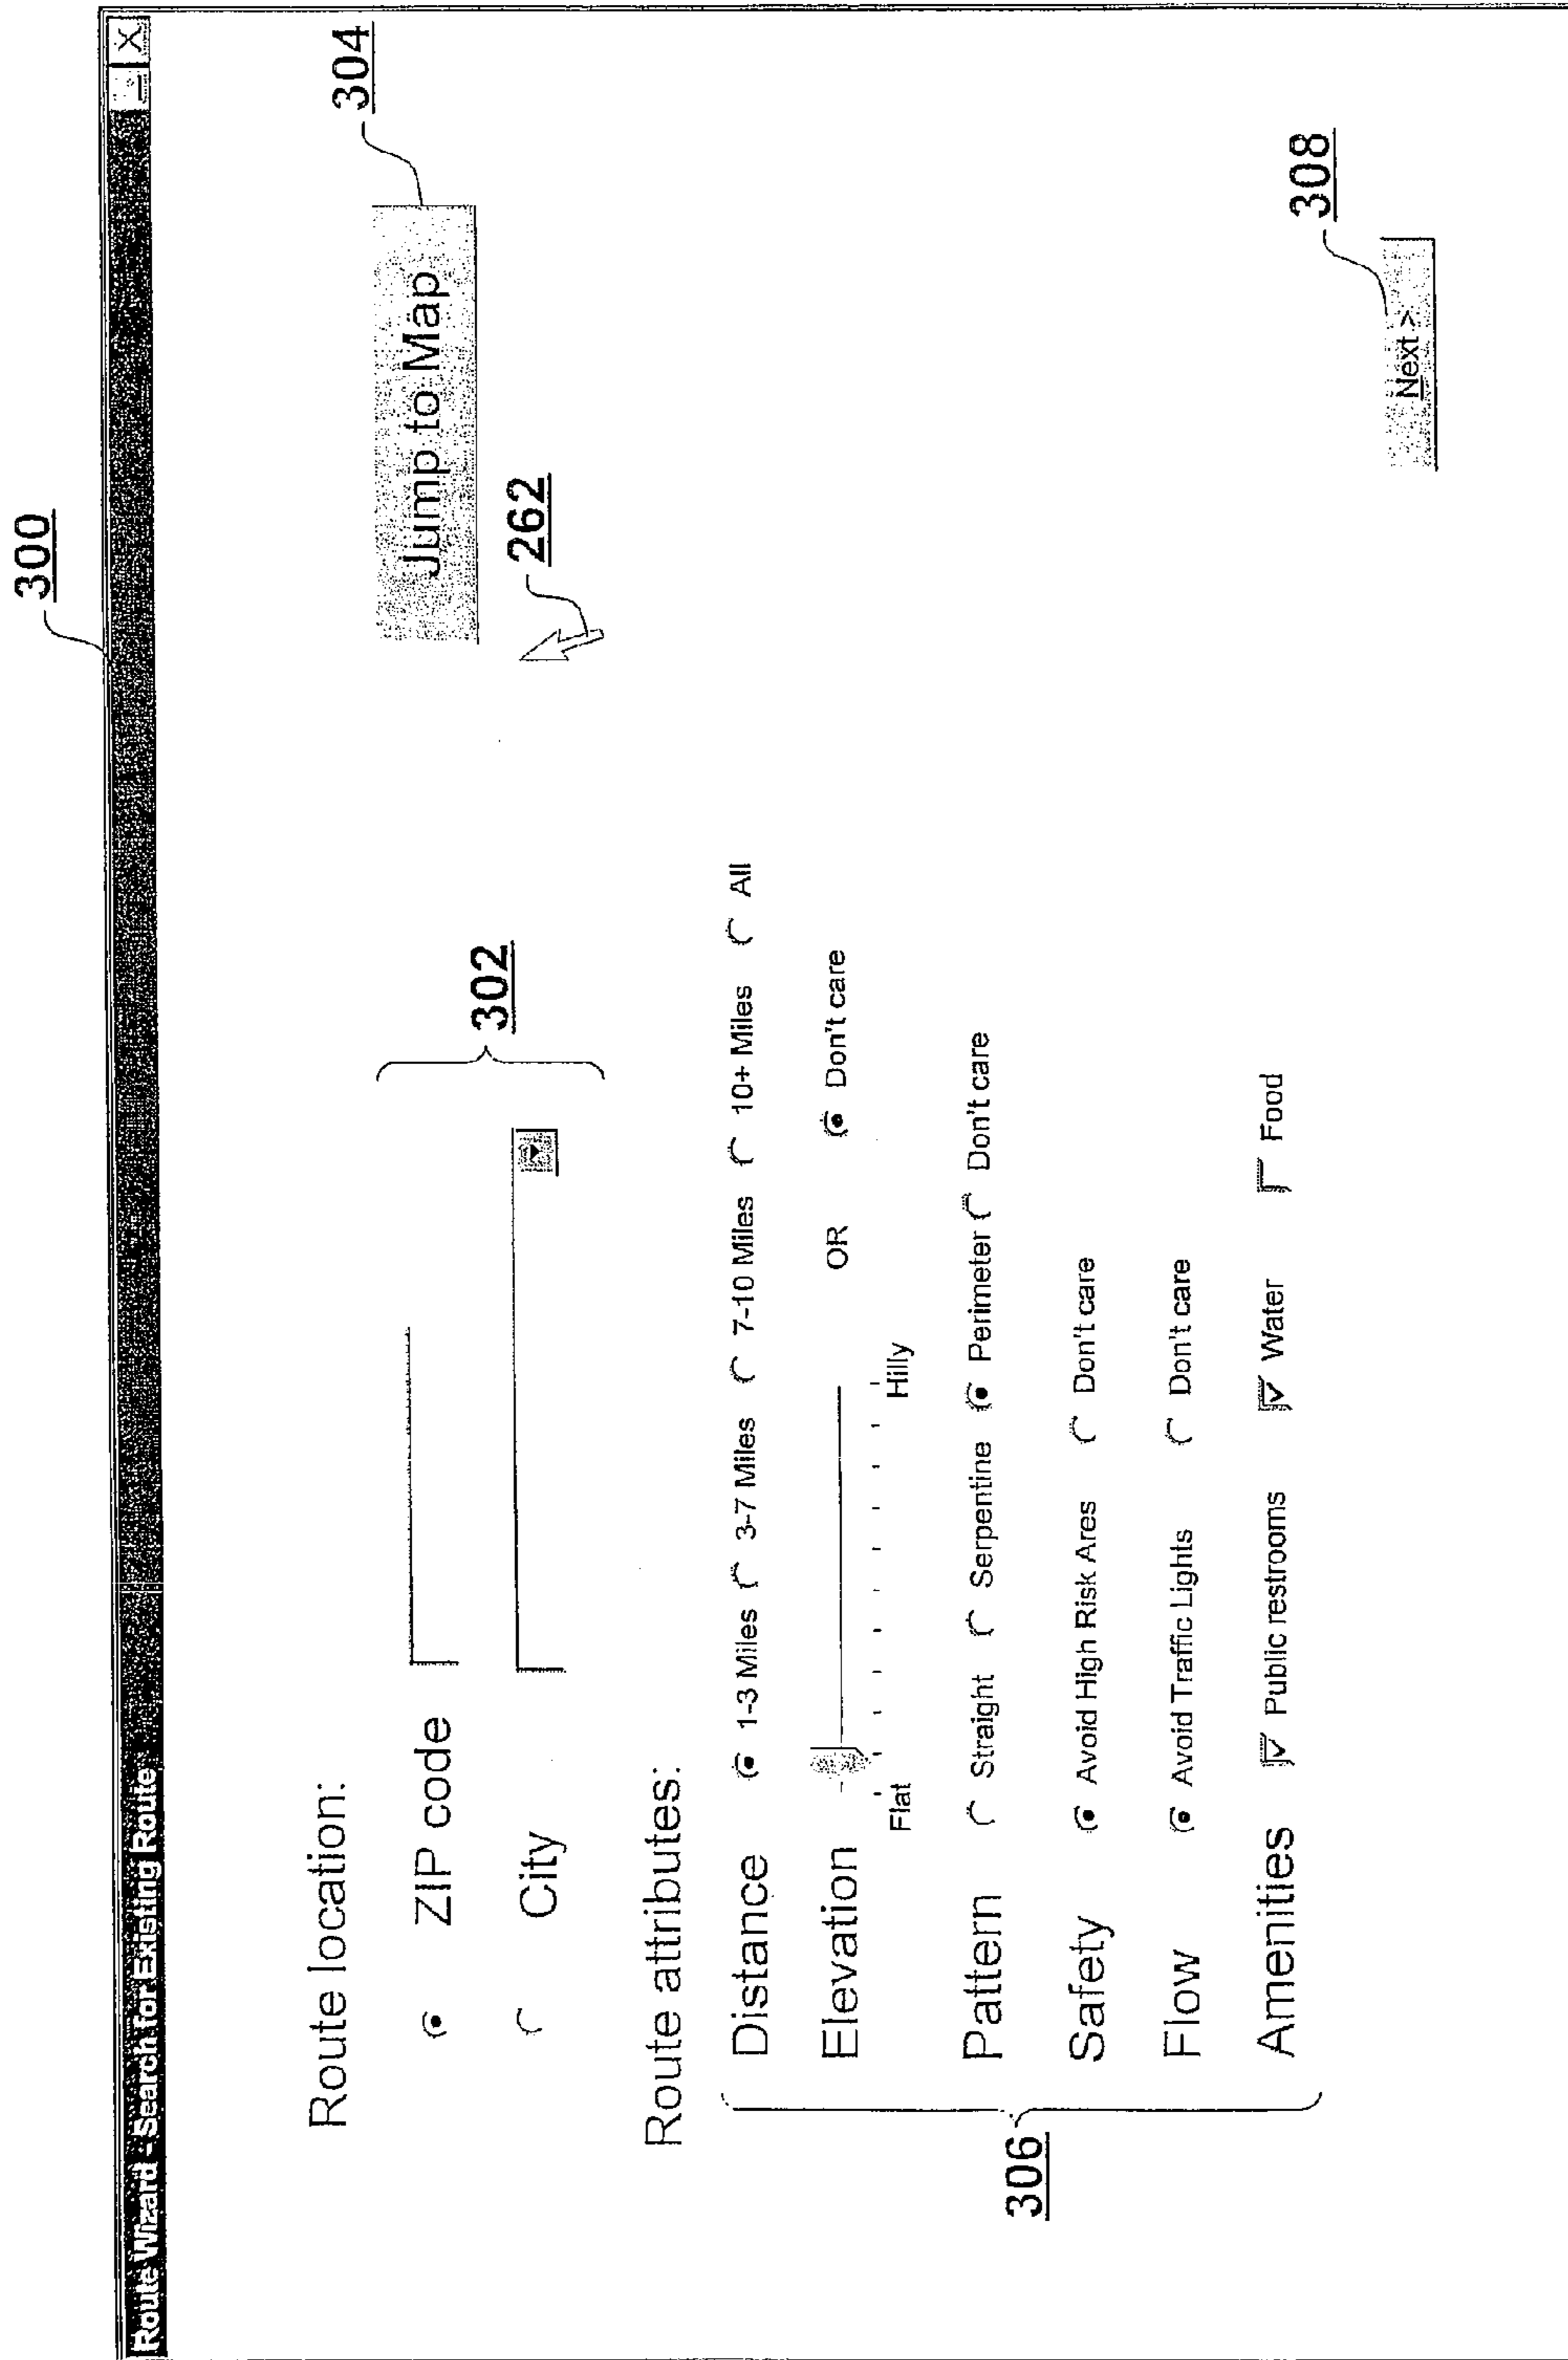 300
Route Wizard - Search for Existing Route
_ X
Route location:
304
ZIP code
Jump to Map
302
City
262
Route attributes:
Distance 1-3 Miles 3-7 Miles 7-10 Miles 10+ Miles All
Elevation OR Don't care
Flat Hilly
Pattern Straight Serpentine Perimeter Don't care
306
Safety Avoid High Risk Ares Don't care
Flow Avoid Traffic Lights Don't care
Amenities Public restrooms Water Food
308
Next >